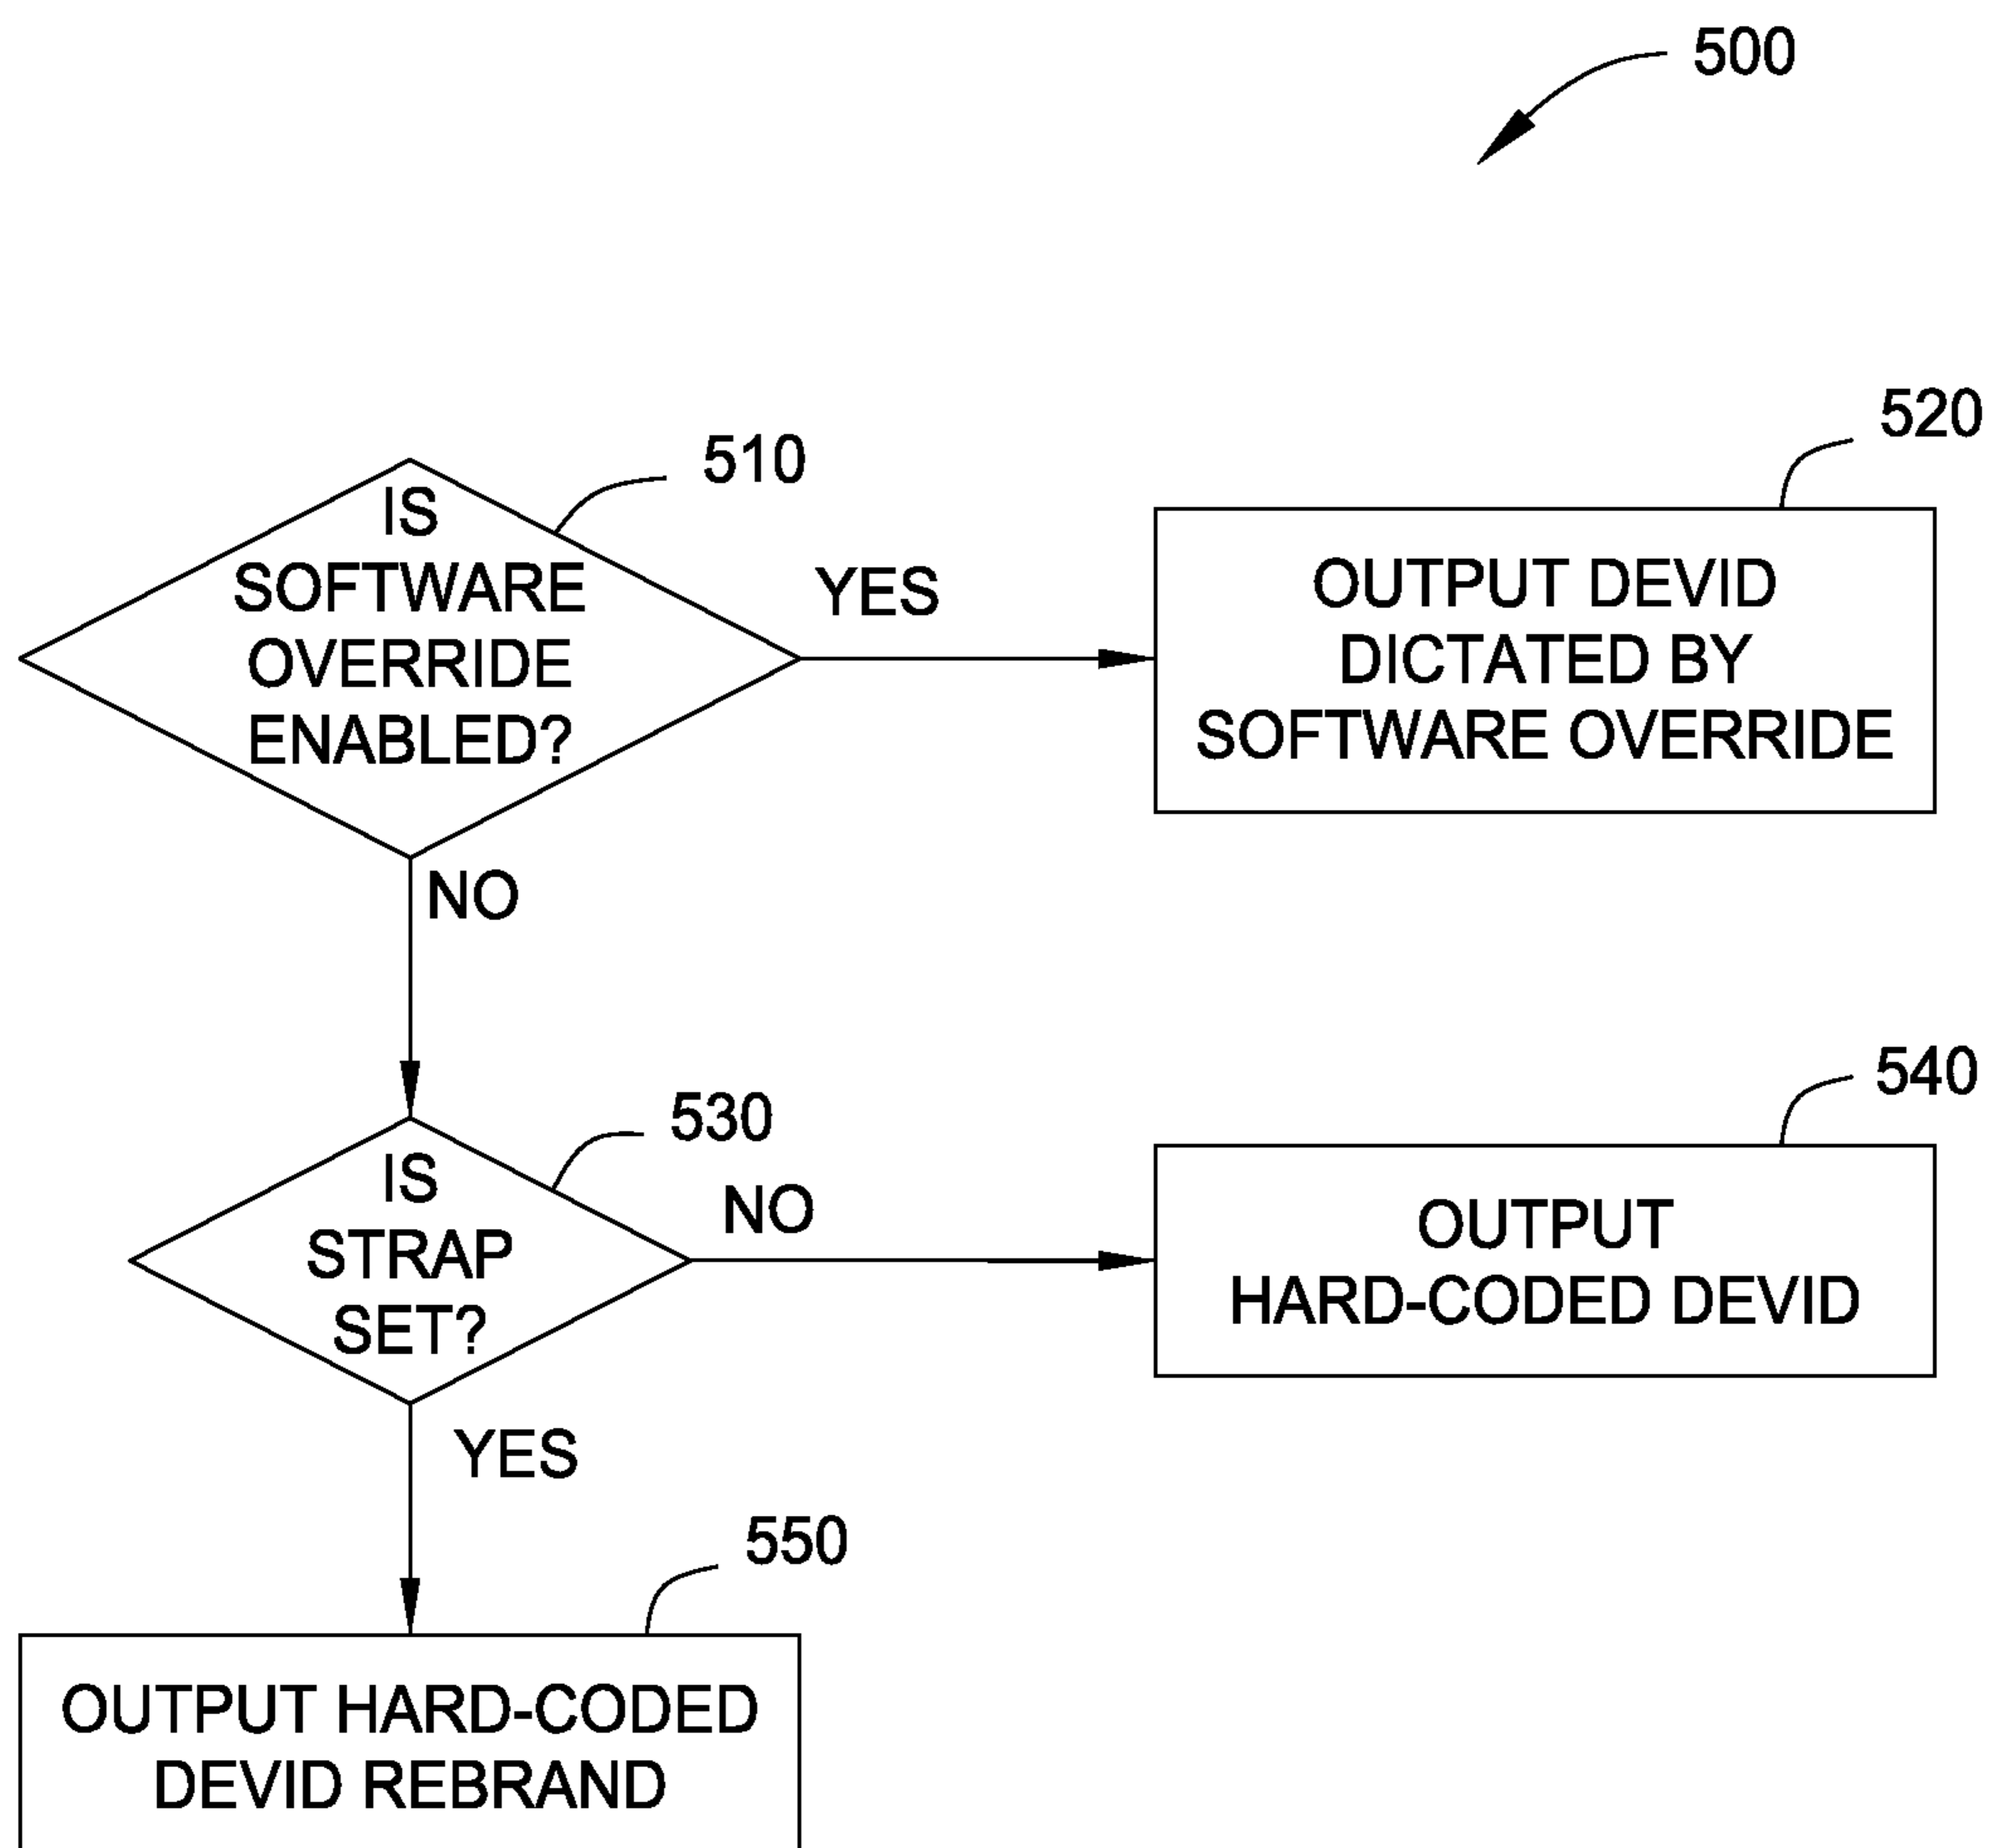 500
510
IS
SOFTWARE
OVERRIDE
ENABLED?
YES
520
OUTPUT DEVID
DICTATED BY
SOFTWARE OVERRIDE
NO
530
IS
STRAP
SET?
NO
540
OUTPUT
HARD-CODED DEVID
YES
550
OUTPUT HARD-CODED
DEVID REBRAND